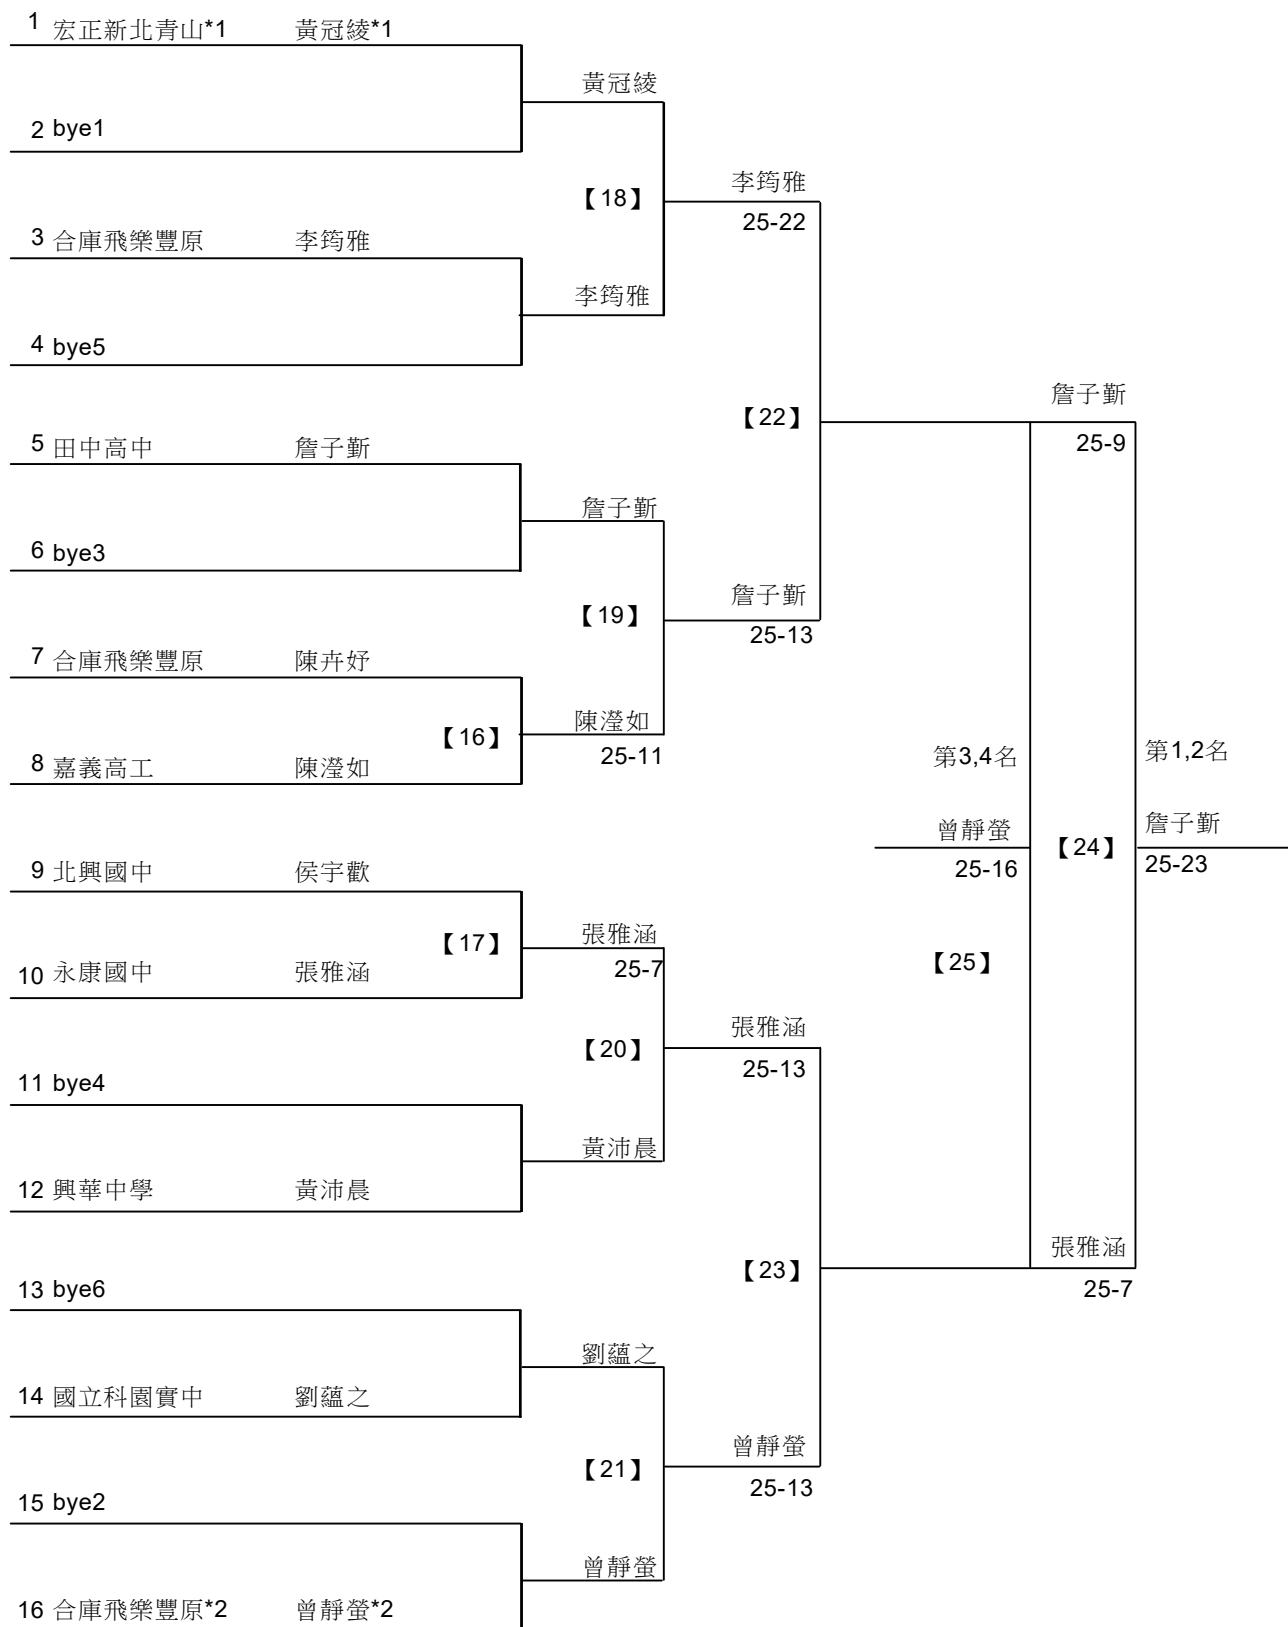 1 宏正新北青山*1 黃冠綾*1
黃冠綾
2 bye1
【18】
李筠雅
25-22
3 合庫飛樂豐原 李筠雅
李筠雅
4 bye5
【22】
詹子蘄
25-9
5 田中高中 詹子蘄
詹子蘄
6 bye3
【19】
詹子蘄
25-13
7 合庫飛樂豐原 陳卉妤
【16】
陳瀅如
25-11
8 嘉義高工 陳瀅如
第3,4名
第1,2名
曾靜螢
25-16
【24】
詹子蘄
25-23
9 北興國中 侯宇歡
【17】
張雅涵
25-7
【25】
10 永康國中 張雅涵
【20】
張雅涵
25-13
11 bye4
黃沛晨
12 興華中學 黃沛晨
【23】
張雅涵
25-7
13 bye6
劉蘊之
14 國立科園實中 劉蘊之
【21】
曾靜螢
25-13
15 bye2
曾靜螢
16 合庫飛樂豐原*2 曾靜螢*2